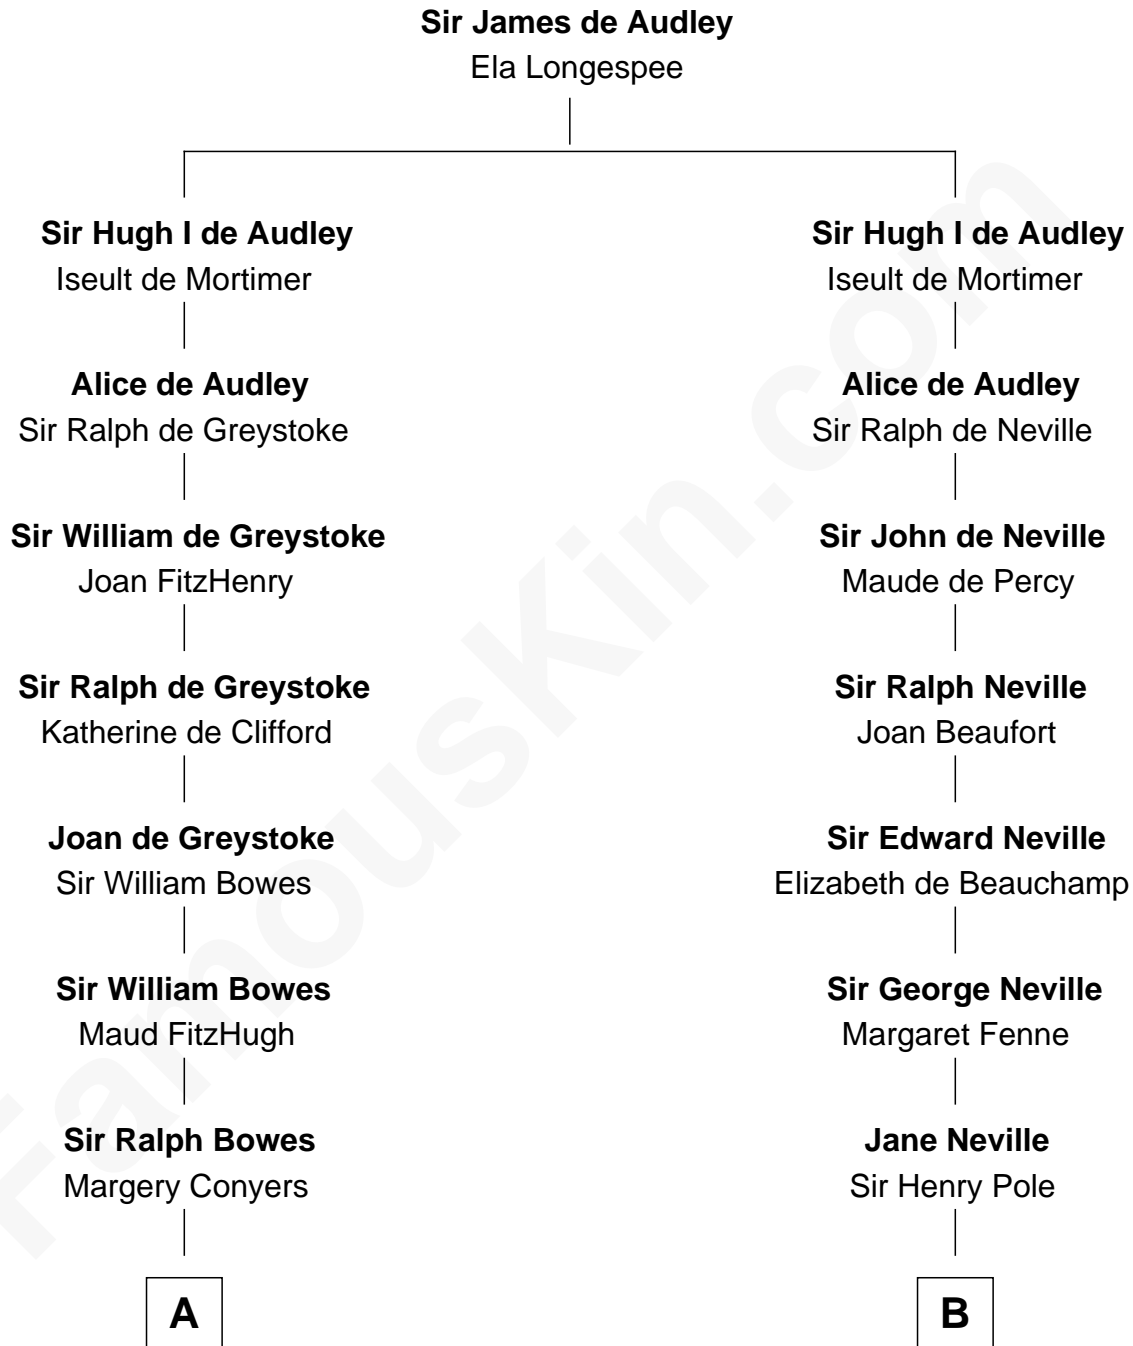 Sir James de Audley
Ela Longespee
Sir Hugh I de Audley
Iseult de Mortimer
Sir Hugh I de Audley
Iseult de Mortimer
Alice de Audley
Sir Ralph de Greystoke
Alice de Audley
Sir Ralph de Neville
Sir William de Greystoke
Joan FitzHenry
Sir John de Neville
Maude de Percy
Sir Ralph de Greystoke
Katherine de Clifford
Sir Ralph Neville
Joan Beaufort
Joan de Greystoke
Sir William Bowes
Sir Edward Neville
Elizabeth de Beauchamp
Sir William Bowes
Maud FitzHugh
Sir George Neville
Margaret Fenne
Sir Ralph Bowes
Margery Conyers
Jane Neville
Sir Henry Pole
A
B
FamousKin.com